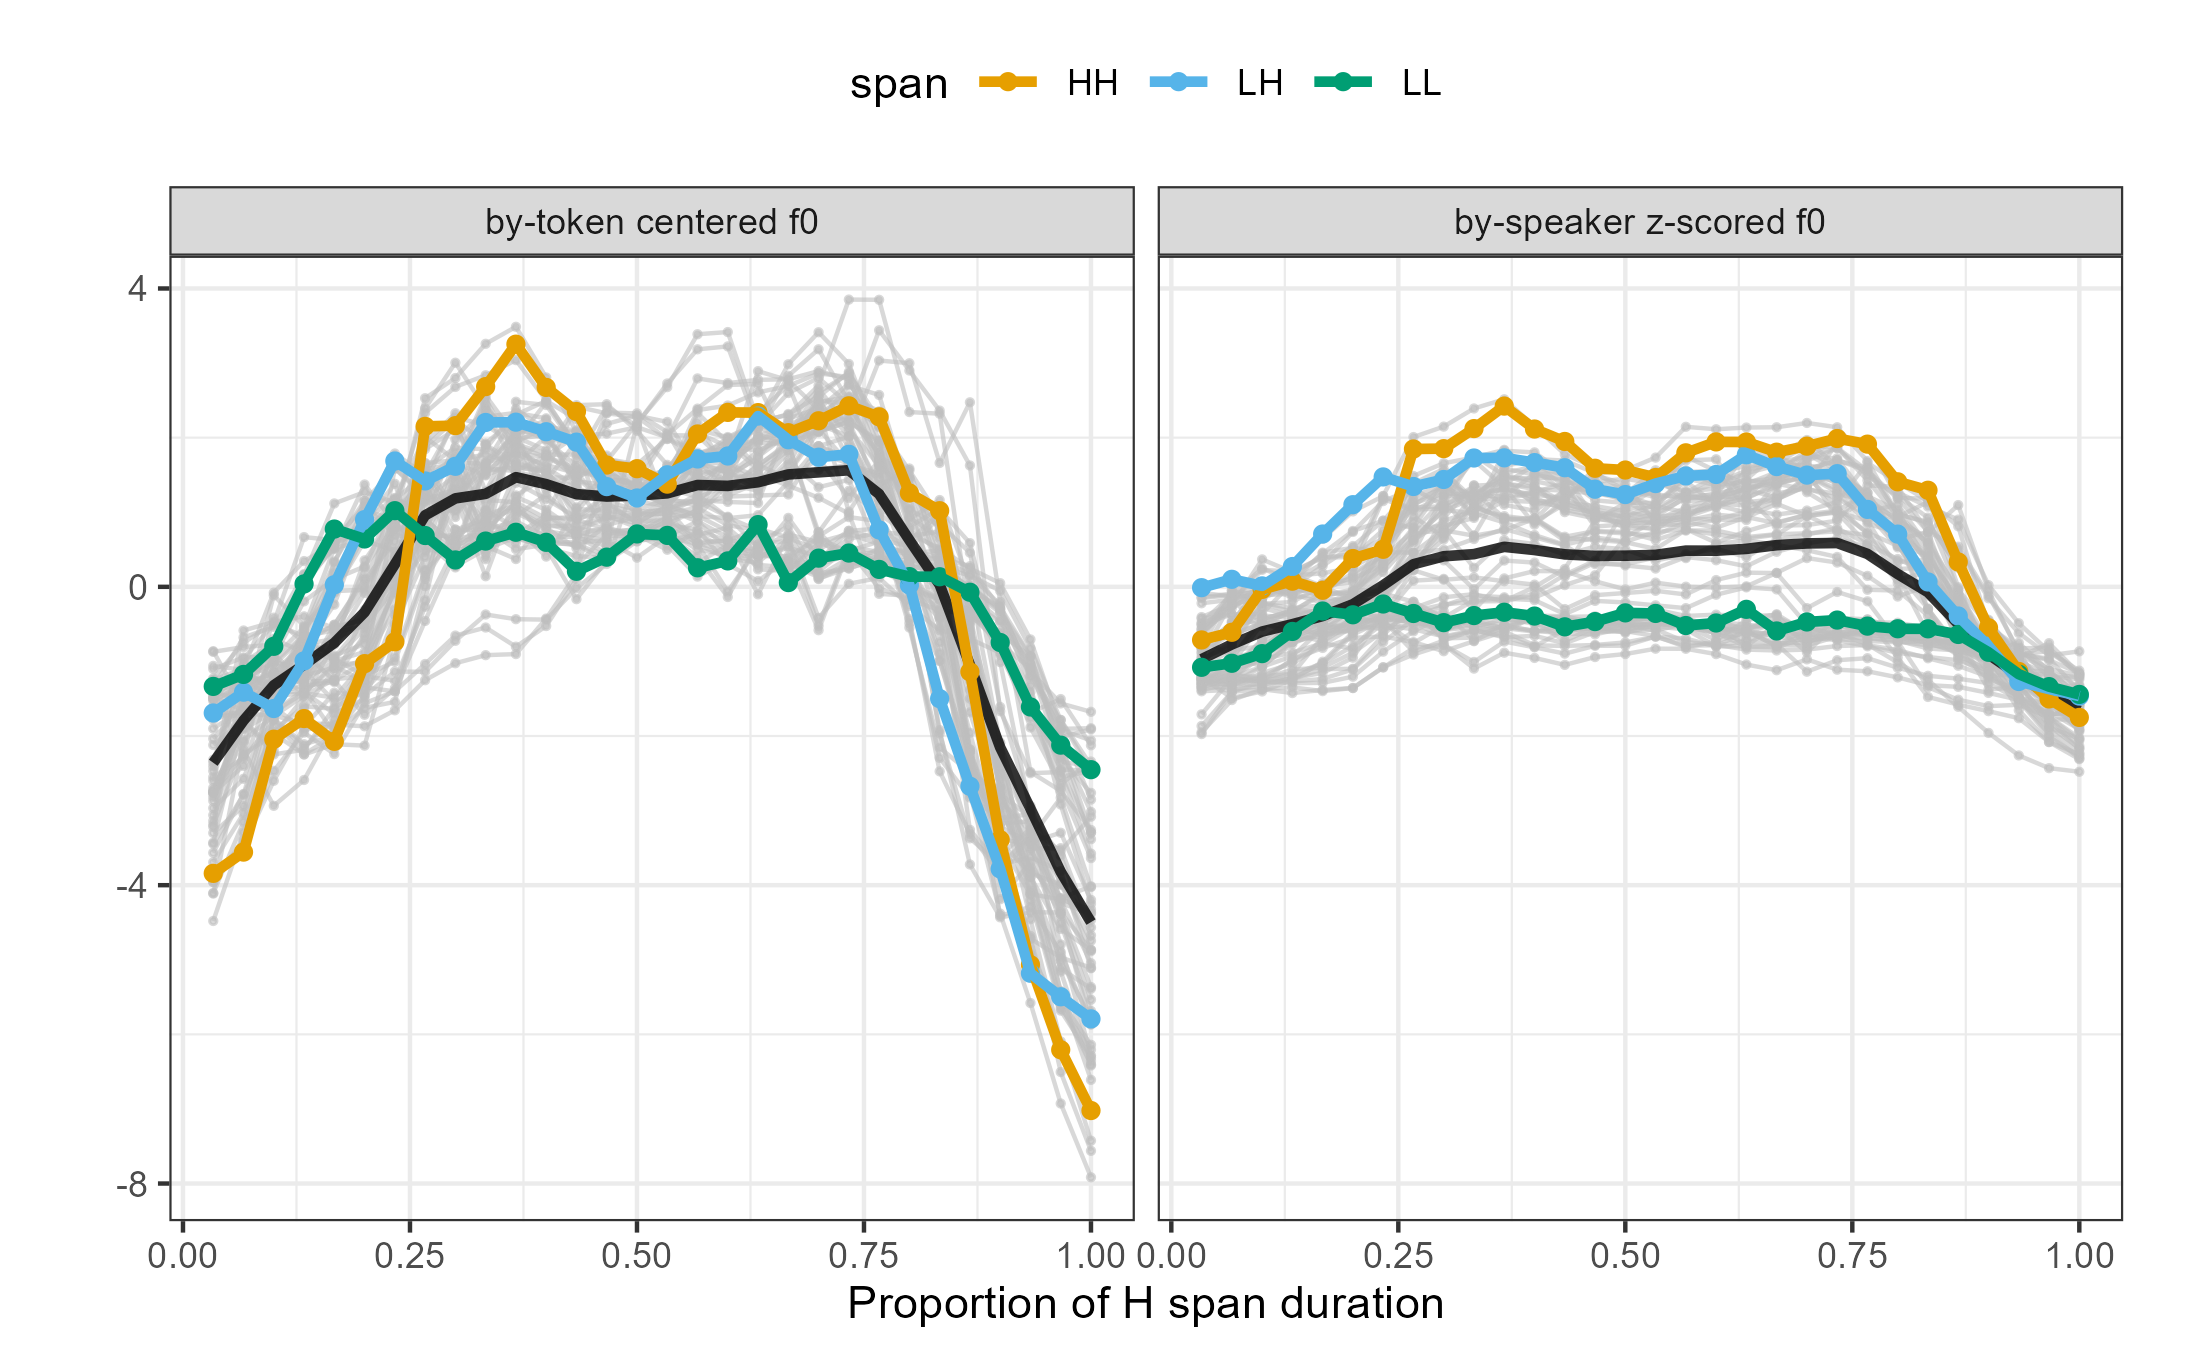 span HH LH LL
by-token centered f0 by-speaker z-scored f0
4
0
-4
-8
0.00 0.25 0.50 0.75 1.00 0.00 0.25 0.50 0.75 1.00
Proportion of H span duration